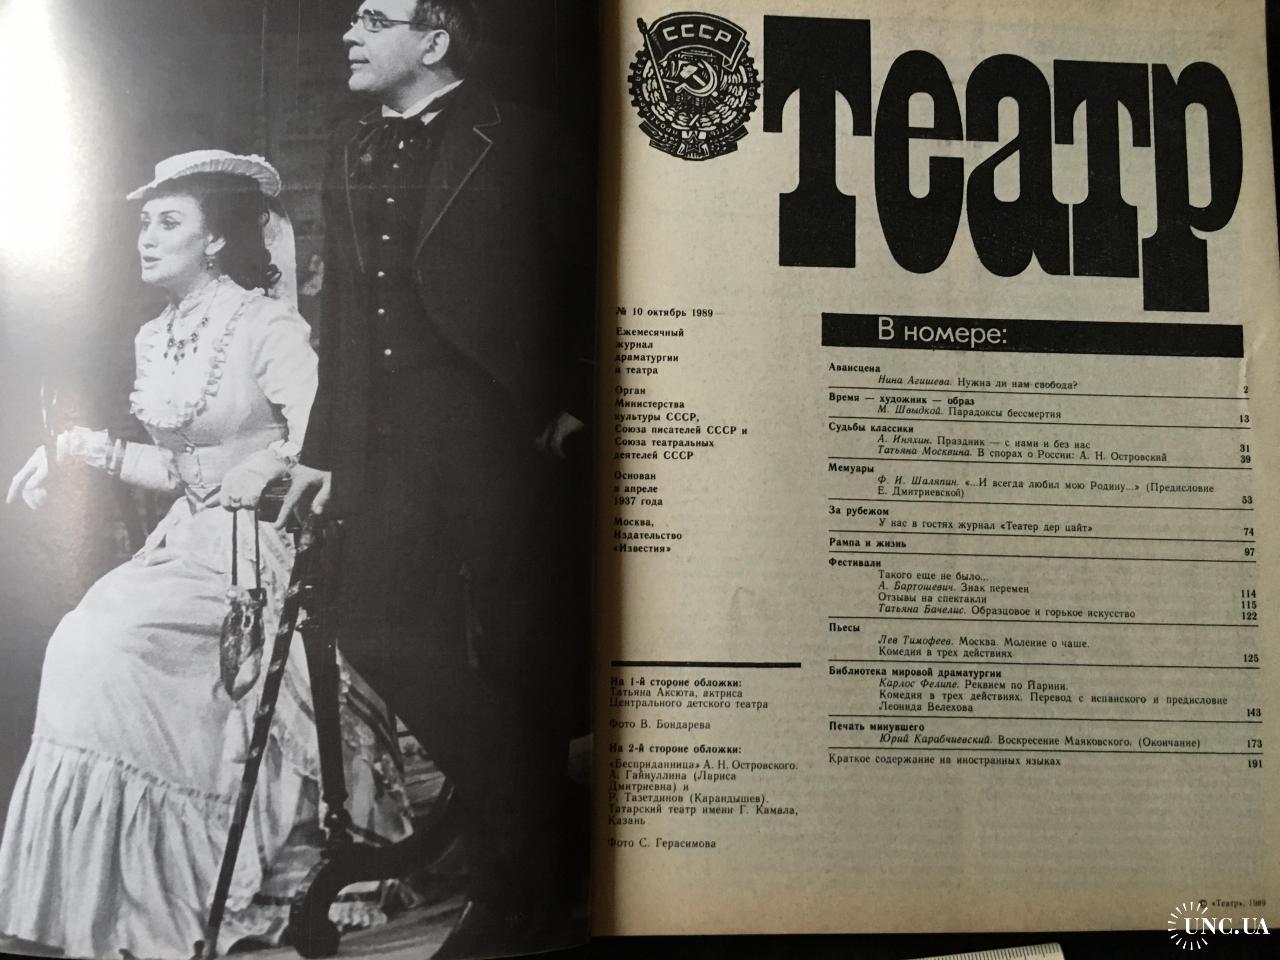 СССР
Театр
№ 10 октябрь 1989
Ежемесячный
журнал
драматургии
и театра
Орган
Министерства
культуры СССР,
Союза писателей СССР и
Союза театральных
деятелей СССР
Основан
в апреле
1937 года
Москва,
Издательство
«Известия»
На 1-й стороне обложки:
Татьяна Аксюта, актриса
Центрального детского театра
Фото В. Бондарева
На 2-й стороне обложки:
«Бесприданница» А. Н. Островского.
А. Гайнуллина (Лариса
Дмитриевна) и
Р. Тазетдинов (Карандышев).
Татарский театр имени Г. Камала,
Казань
Фото С. Герасимова
В номере:
Авансцена
Нина Агишева. Нужна ли нам свобода? 2
Время — художник — образ
М. Швыдкой. Парадоксы бессмертия 13
Судьбы классики
А. Иняхин. Праздник — с нами и без нас 31
Татьяна Москвина. В спорах о России: А. Н. Островский 39
Мемуары
Ф. И. Шаляпин. «...И всегда любил мою Родину...» (Предисловие
Е. Дмитриевской) 53
За рубежом
У нас в гостях журнал «Театер дер цайт» 74
Рампа и жизнь 97
Фестивали
Такого еще не было...
А. Бартошевич. Знак перемен 114
Отзывы на спектакли 115
Татьяна Бачелис. Образцовое и горькое искусство 122
Пьесы
Лев Тимофеев. Москва. Моление о чаше.
Комедия в трех действиях 125
Библиотека мировой драматургии
Карлос Фелипе. Реквием по Ярини.
Комедия в трех действиях. Перевод с испанского и предисловие
Леонида Велехова 143
Печать минувшего
Юрий Карабчиевский. Воскресение Маяковского. (Окончание) 173
Краткое содержание на иностранных языках 191
© «Театр», 1989
UNC.UA